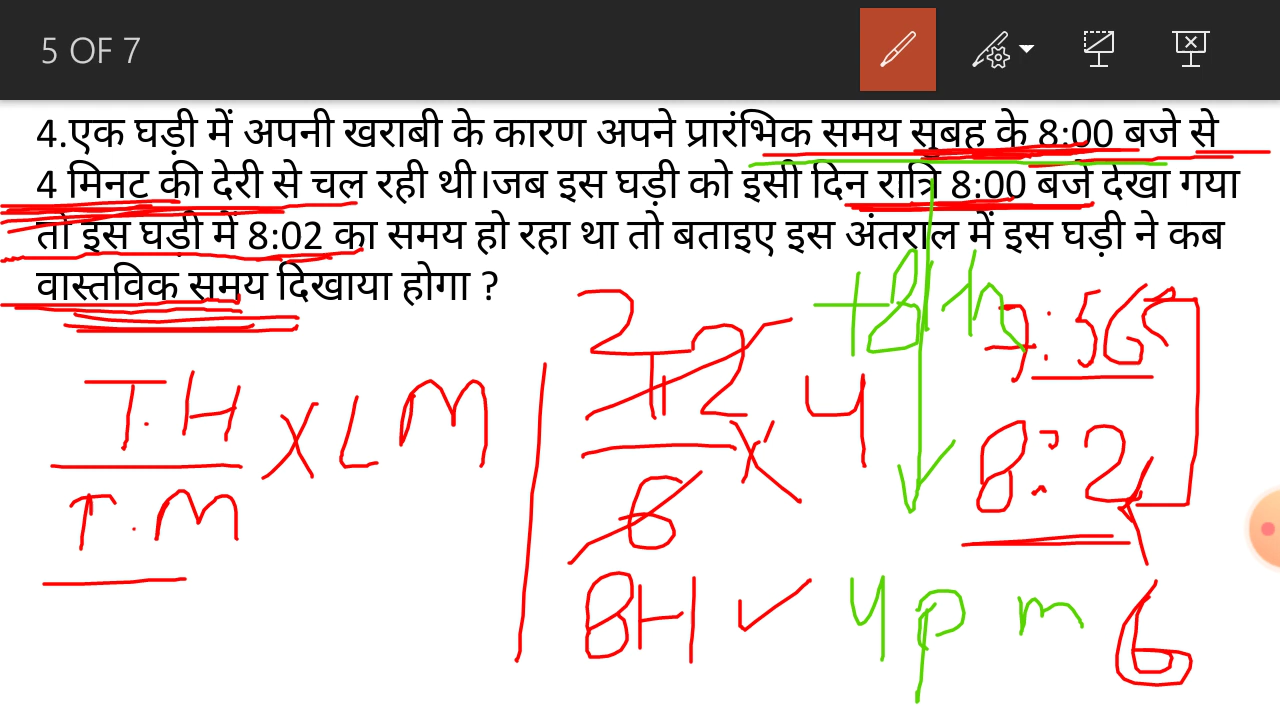 5 OF 7
4.एक घड़ी में अपनी खराबी के कारण अपने प्रारंभिक समय सुबह के 8:00 बजे से
4 मिनट की देरी से चल रही थी।जब इस घड़ी को इसी दिन रात्रि 8:00 बजे देखा गया
तो इस घड़ी में 8:02 का समय हो रहा था तो बताइए इस अंतराल में इस घड़ी ने कब
वास्तविक समय दिखाया होगा ?
T.H
X LM
T.M
2
12
X 4
6
8H
+8h
7:56
8:2
4pm
6